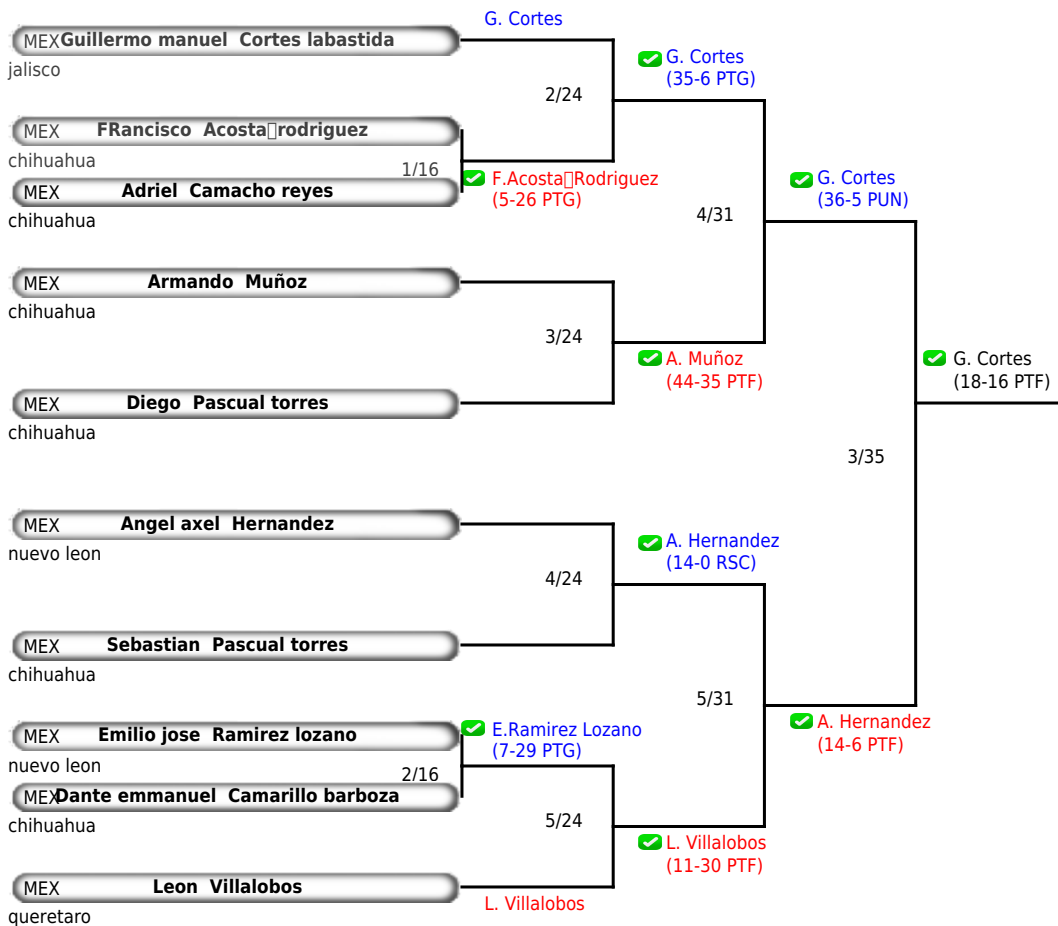 G. Cortes
MEX Guillermo manuel Cortes labastida
jalisco
G. Cortes
(35-6 PTG)
2/24
MEX FRancisco Acosta▯rodriguez
chihuahua
1/16
MEX Adriel Camacho reyes
chihuahua
F.Acosta▯Rodriguez
(5-26 PTG)
G. Cortes
(36-5 PUN)
4/31
MEX Armando Muñoz
chihuahua
3/24
A. Muñoz
(44-35 PTF)
MEX Diego Pascual torres
chihuahua
G. Cortes
(18-16 PTF)
3/35
MEX Angel axel Hernandez
nuevo leon
A. Hernandez
(14-0 RSC)
4/24
MEX Sebastian Pascual torres
chihuahua
5/31
A. Hernandez
(14-6 PTF)
MEX Emilio jose Ramirez lozano
nuevo leon
E.Ramirez Lozano
(7-29 PTG)
2/16
MEX Dante emmanuel Camarillo barboza
chihuahua
5/24
L. Villalobos
(11-30 PTF)
MEX Leon Villalobos
queretaro
L. Villalobos